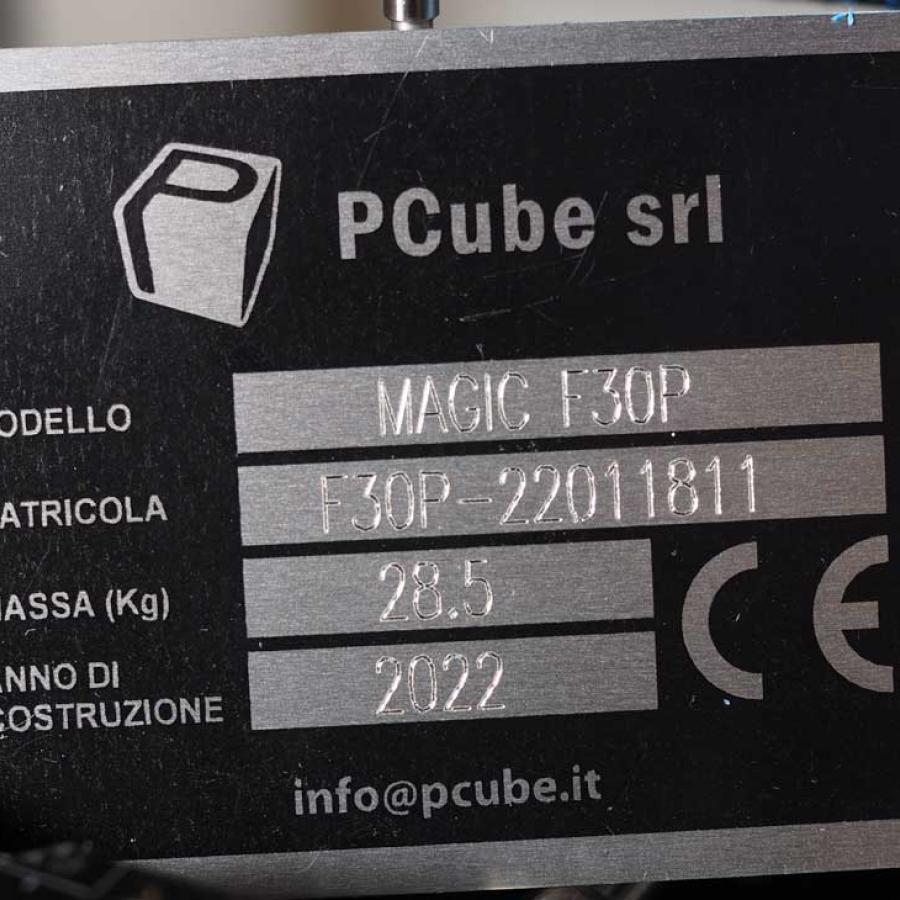 PCube srl
ODELLO MAGIC F30P
ATRICOLA F30P-22011811
ASSA (Kg) 28.5
NNO DI
COSTRUZIONE 2022
CE
info@pcube.it